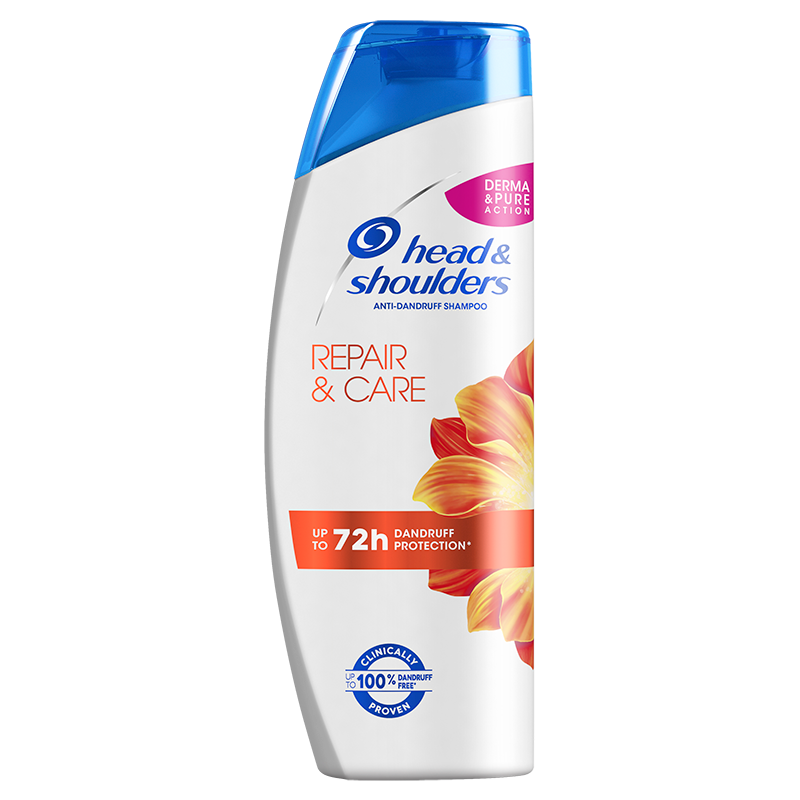 DERMA
&PURE
ACTION
head &
shoulders
ANTI-DANDRUFF SHAMPOO
REPAIR
& CARE
UP TO 72h DANDRUFF PROTECTION*
CLINICALLY
UP TO 100% DANDRUFF FREE*
PROVEN